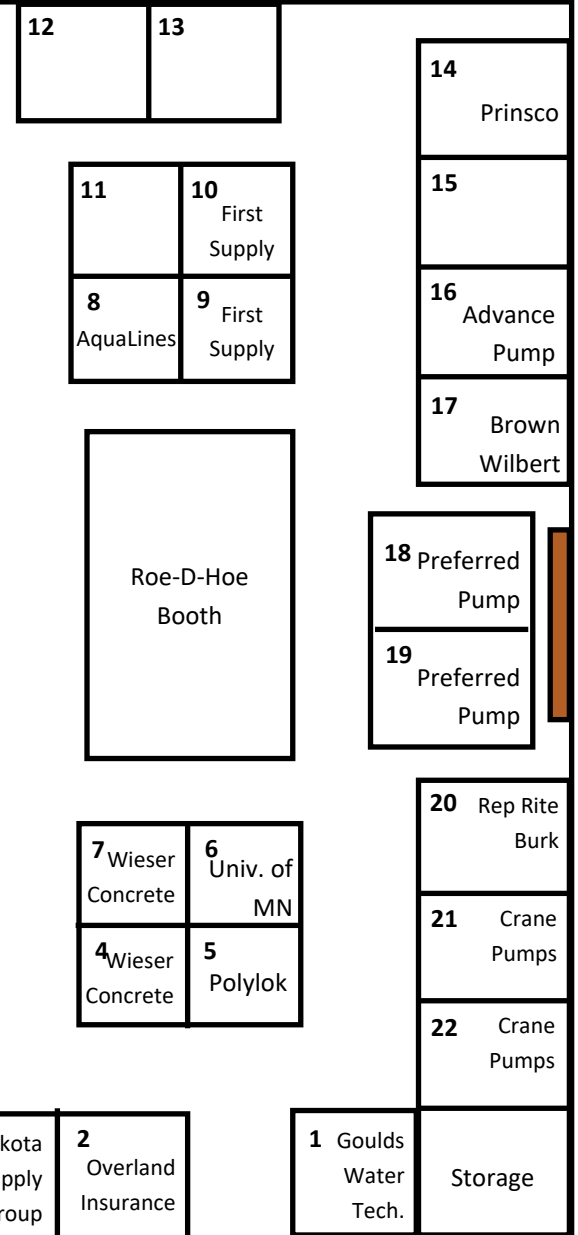 12
13
14
Prinsco
11
10
First
Supply
15
8
AquaLines
9
First
Supply
16
Advance
Pump
17
Brown
Wilbert
Roe-D-Hoe
Booth
18 Preferred
Pump
19
Preferred
Pump
20 Rep Rite
Burk
7 Wieser
Concrete
6
Univ. of
MN
21 Crane
Pumps
4 Wieser
Concrete
5
Polylok
22 Crane
Pumps
kota
pply
roup
2
Overland
Insurance
1 Goulds
Water
Tech.
Storage